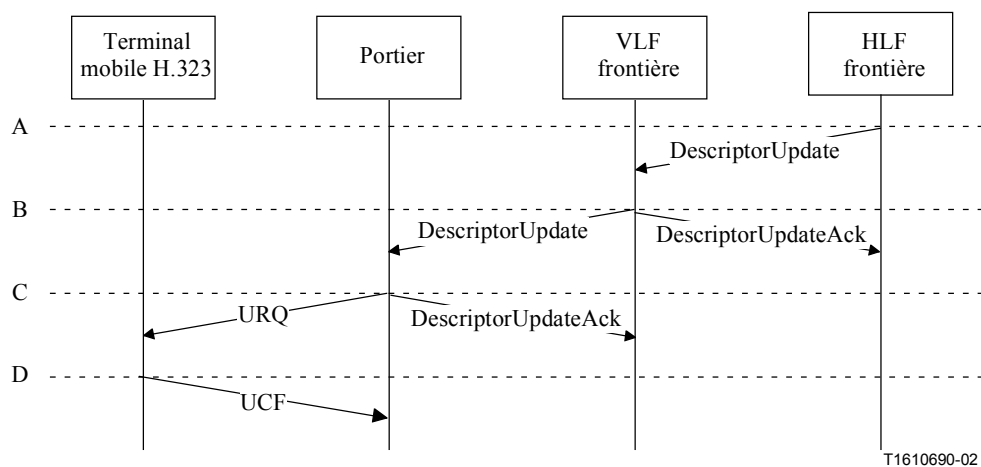 Terminal
mobile H.323
Portier
VLF
frontière
HLF
frontière
A
DescriptorUpdate
B
DescriptorUpdate
DescriptorUpdateAck
C
URQ
DescriptorUpdateAck
D
UCF
T1610690-02